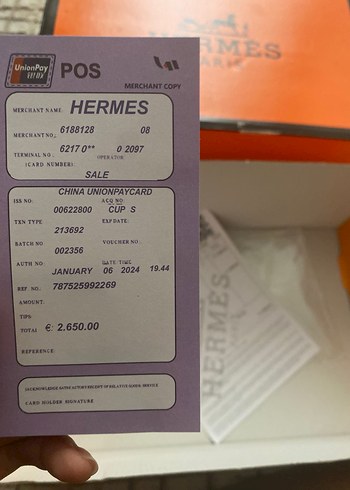 HERMES
PARIS
UnionPay
POS
MERCHANT COPY
MERCHANT NAME: HERMES
MERCHANT NO: 6188128 08
TERMINAL NO: 6217 0** 0 2097
(CARD NUMBER): OPERATOR
SALE
CHINA UNIONPAYCARD
ISS NO: ACQ NO
00622800 CUP S
TXN TYPE EXP DATE:
213692
BATCH NO VOUCHER NO.
002356
AUTH NO: DATE TIME
JANUARY 06 2024 19.44
REF NO: 787525992269
AMOUNT:
TIPS
TOTAL €: 2.650.00
REFERENCE:
CARD HOLDER SIGNATURE
HERMES